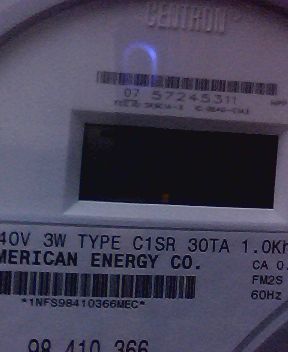 CENTRON
07 57245311
40V 3W TYPE C1SR 30TA 1.0Kh
MERICAN ENERGY CO.
CA 0.
FM2S
60Hz
*1NFS98410366MEC*
98 410 366